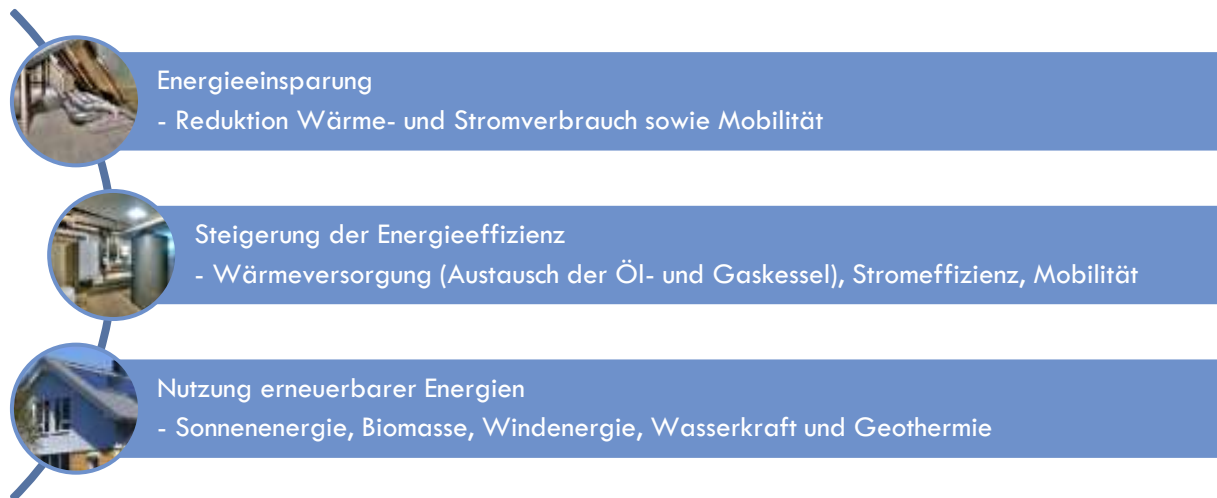 Energieeinsparung
- Reduktion Wärme- und Stromverbrauch sowie Mobilität
Steigerung der Energieeffizienz
- Wärmeversorgung (Austausch der Öl- und Gaskessel), Stromeffizienz, Mobilität
Nutzung erneuerbarer Energien
- Sonnenenergie, Biomasse, Windenergie, Wasserkraft und Geothermie